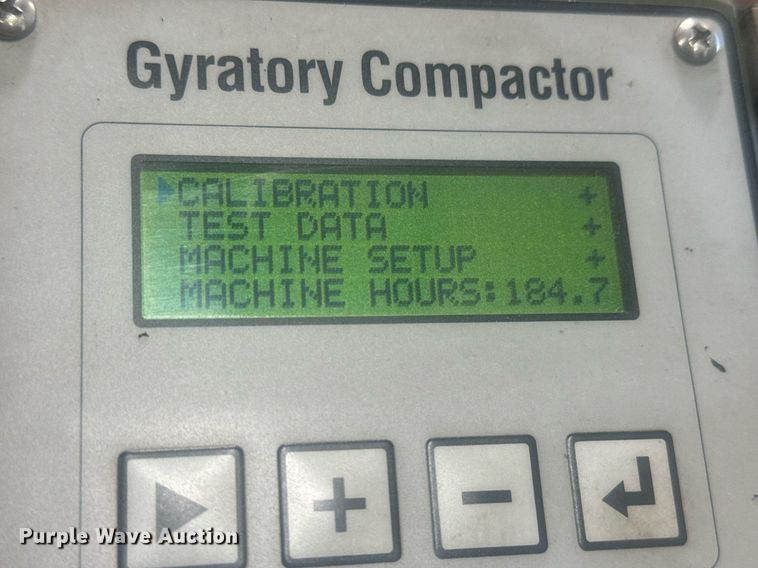 Gyratory Compactor
CALIBRATION +
TEST DATA +
MACHINE SETUP +
MACHINE HOURS:184.7
+ -
Purple Wave Auction